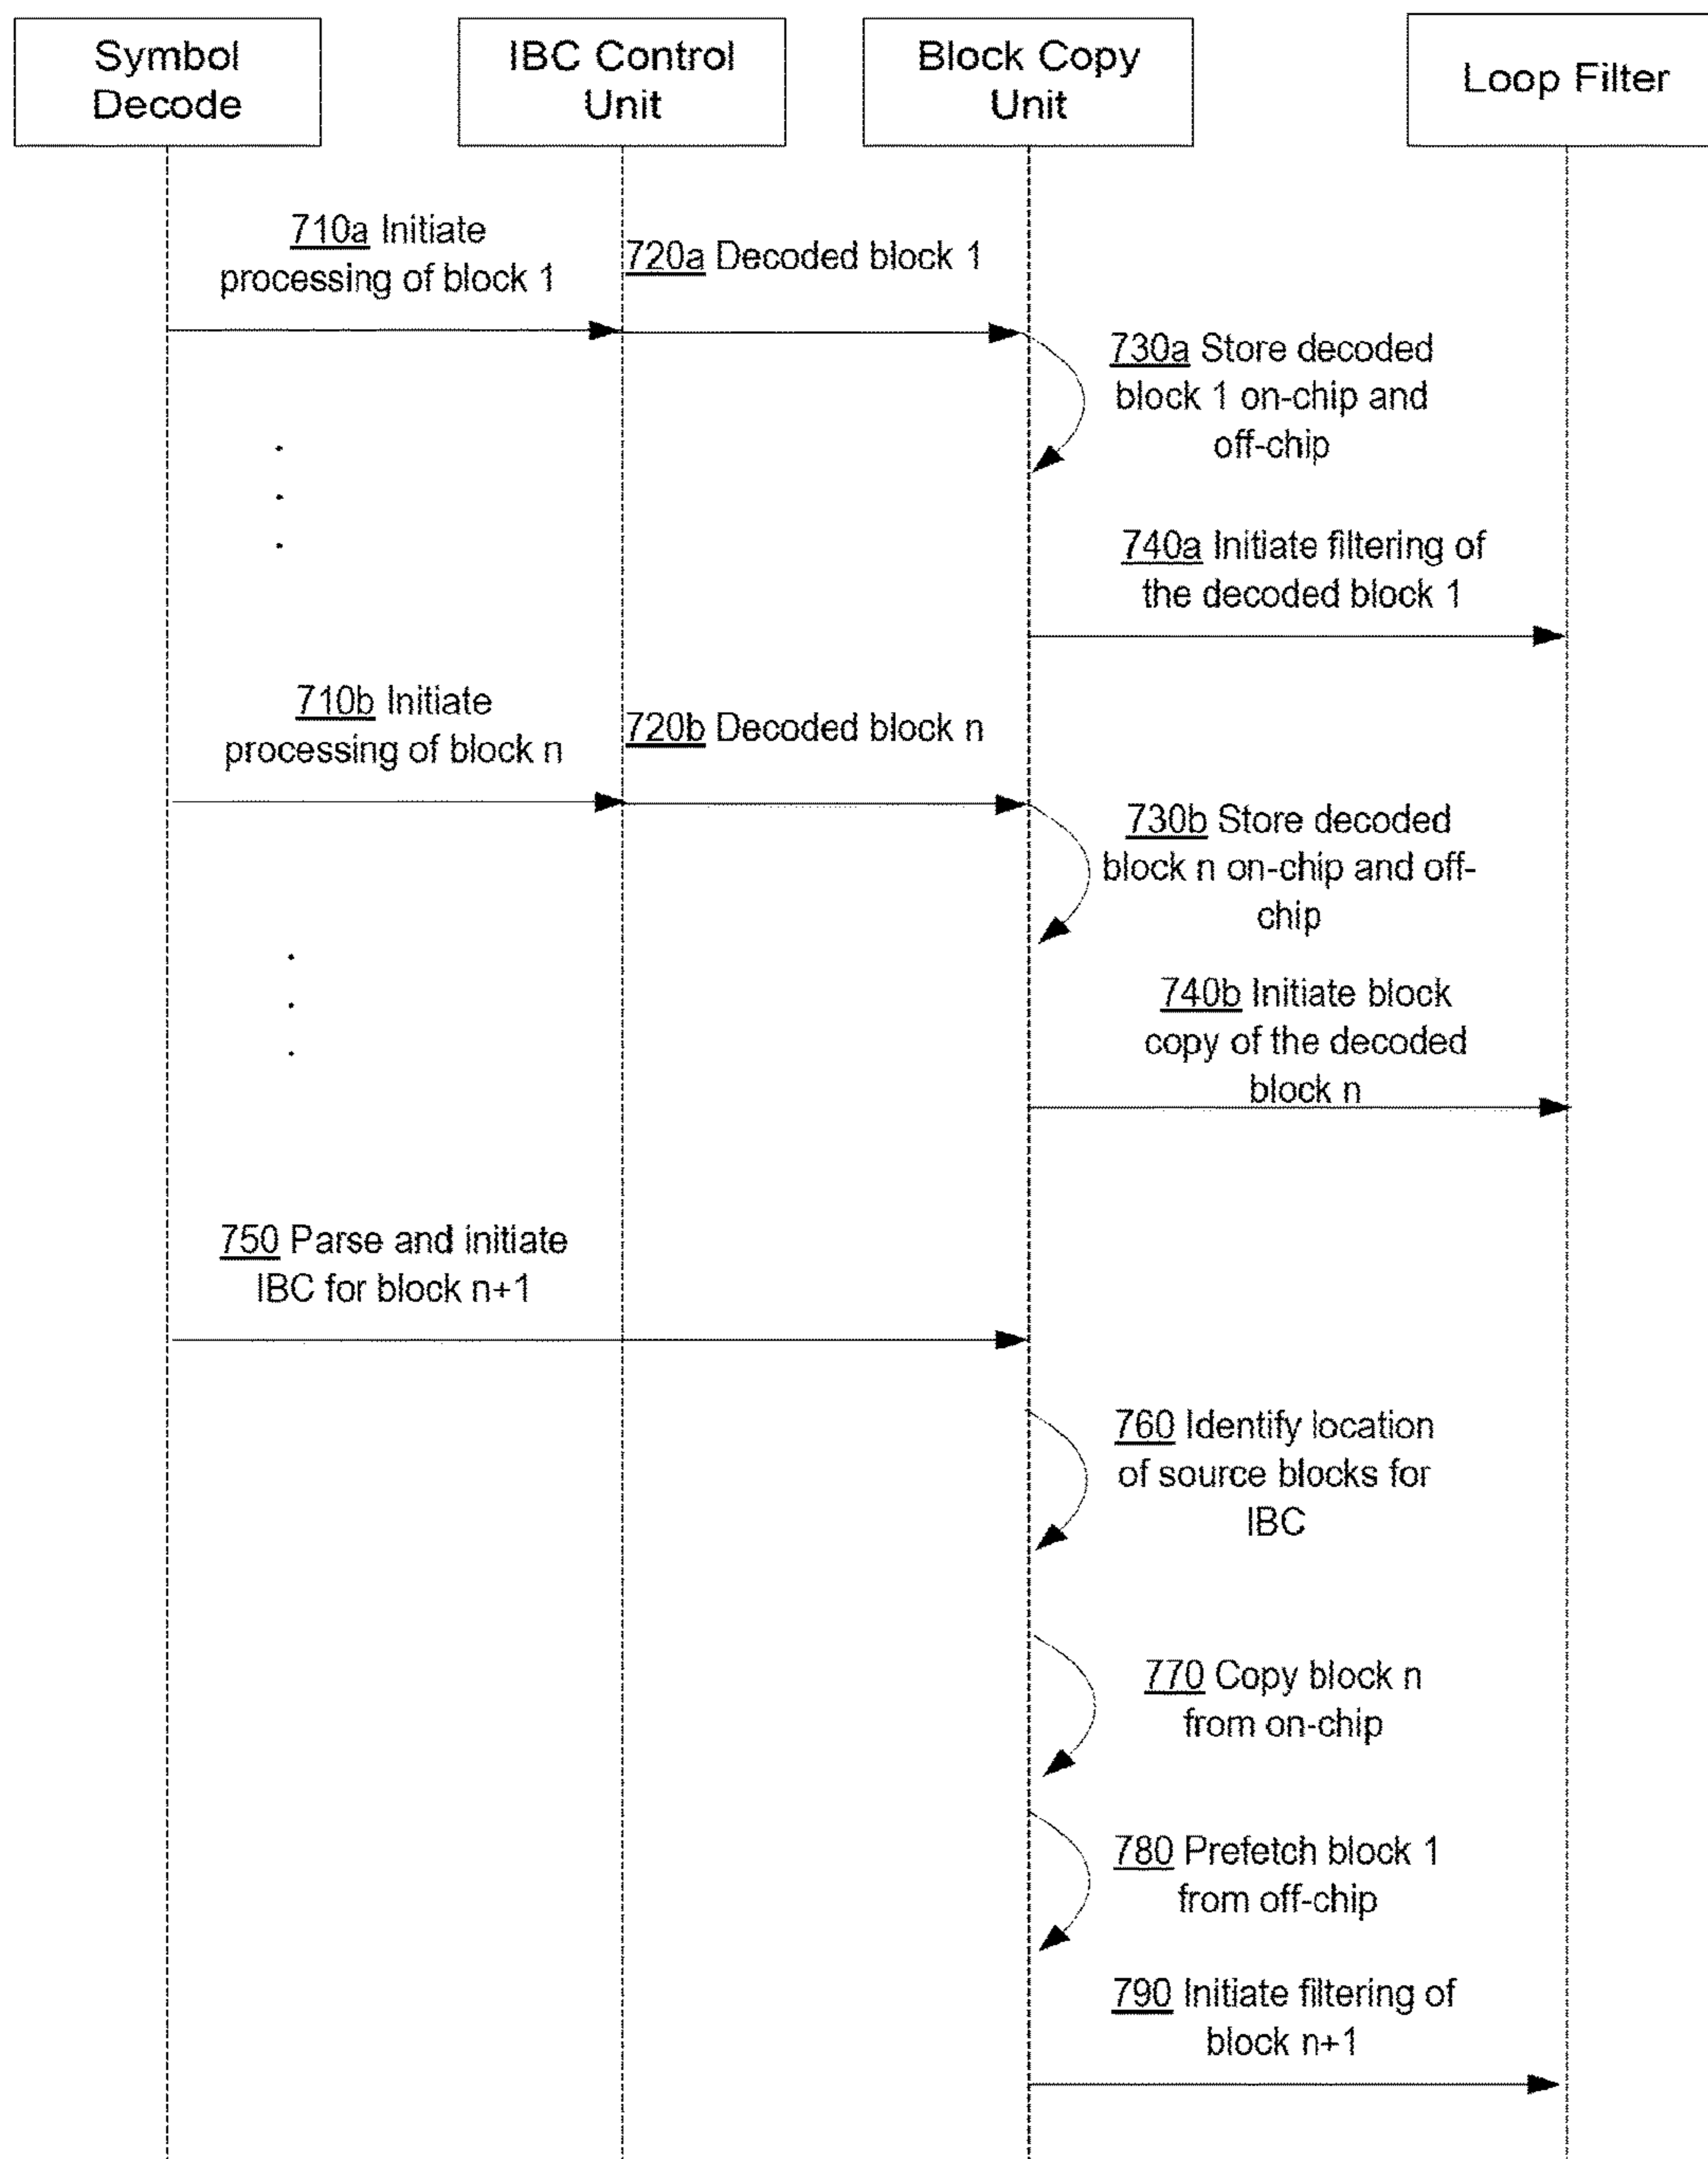 Symbol
Decode
IBC Control
Unit
Block Copy
Unit
Loop Filter
710a Initiate
processing of block 1
720a Decoded block 1
730a Store decoded
block 1 on-chip and
off-chip
740a Initiate filtering of
the decoded block 1
710b Initiate
processing of block n
720b Decoded block n
730b Store decoded
block n on-chip and off-
chip
740b Initiate block
copy of the decoded
block n
750 Parse and initiate
IBC for block n+1
760 Identify location
of source blocks for
IBC
770 Copy block n
from on-chip
780 Prefetch block 1
from off-chip
790 Initiate filtering of
block n+1